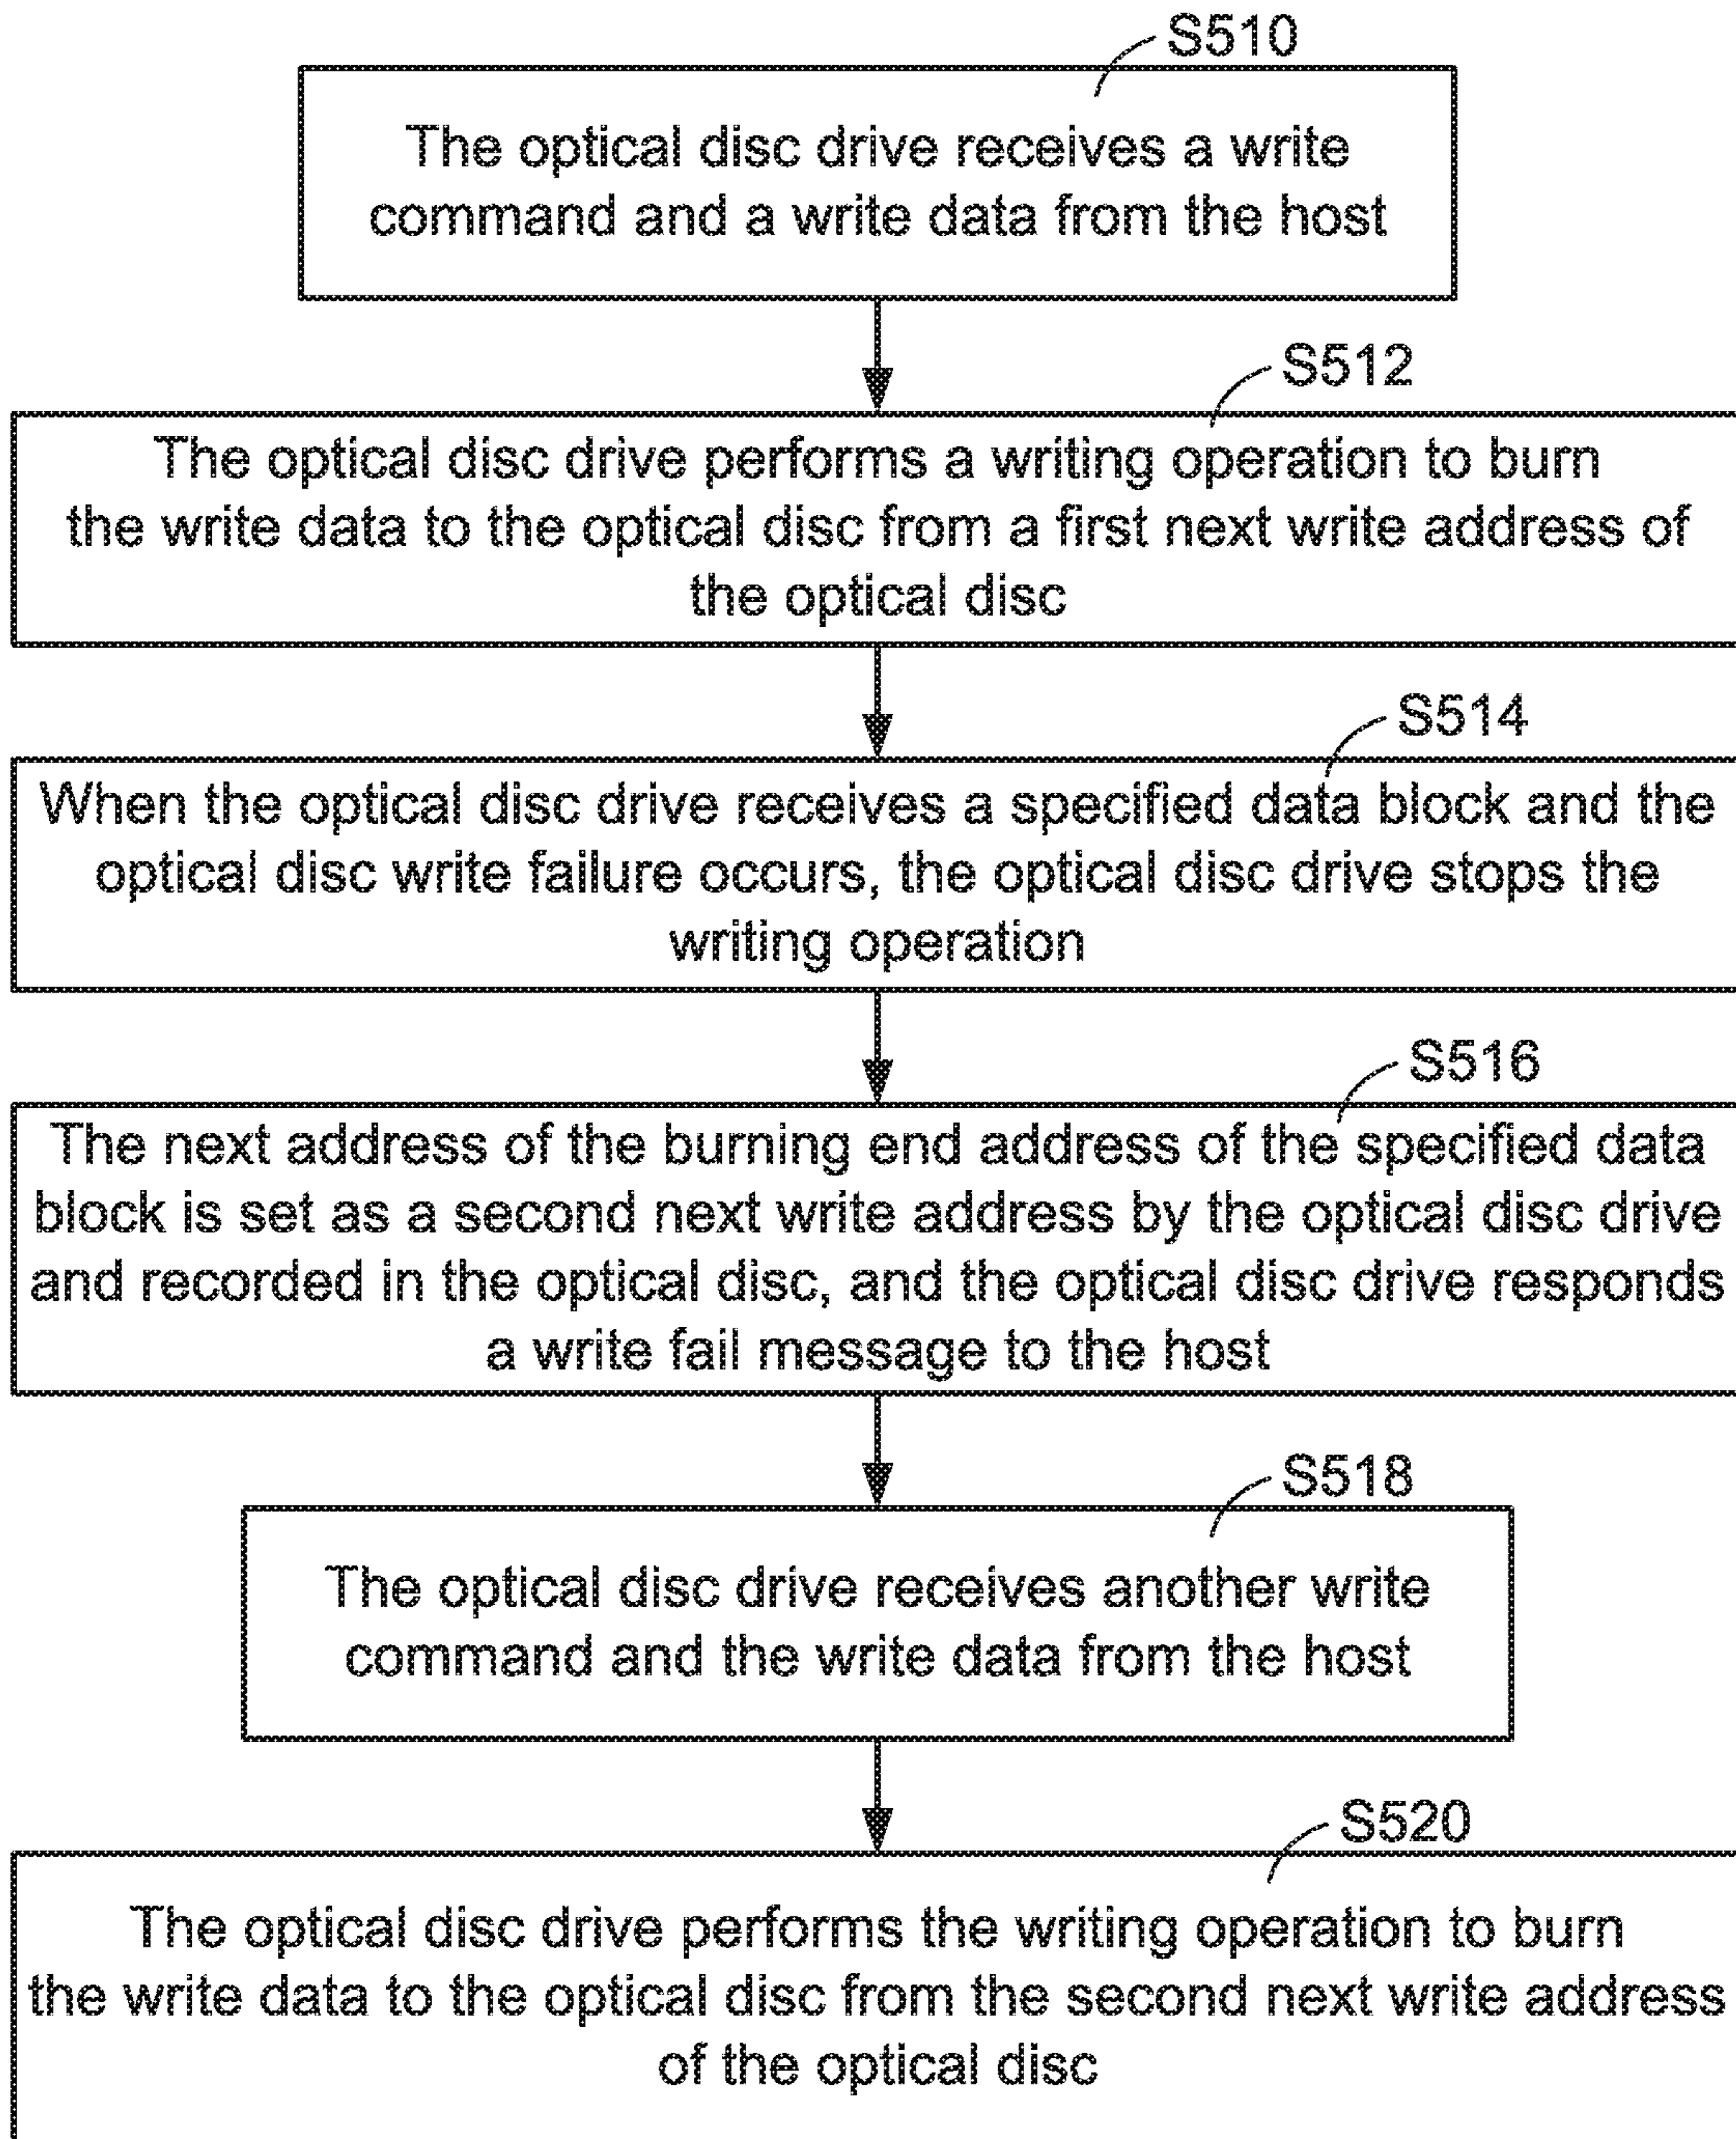 S510
The optical disc drive receives a write
command and a write data from the host
S512
The optical disc drive performs a writing operation to burn
the write data to the optical disc from a first next write address of
the optical disc
S514
When the optical disc drive receives a specified data block and the
optical disc write failure occurs, the optical disc drive stops the
writing operation
S516
The next address of the burning end address of the specified data
block is set as a second next write address by the optical disc drive
and recorded in the optical disc, and the optical disc drive responds
a write fail message to the host
S518
The optical disc drive receives another write
command and the write data from the host
S520
The optical disc drive performs the writing operation to burn
the write data to the optical disc from the second next write address
of the optical disc